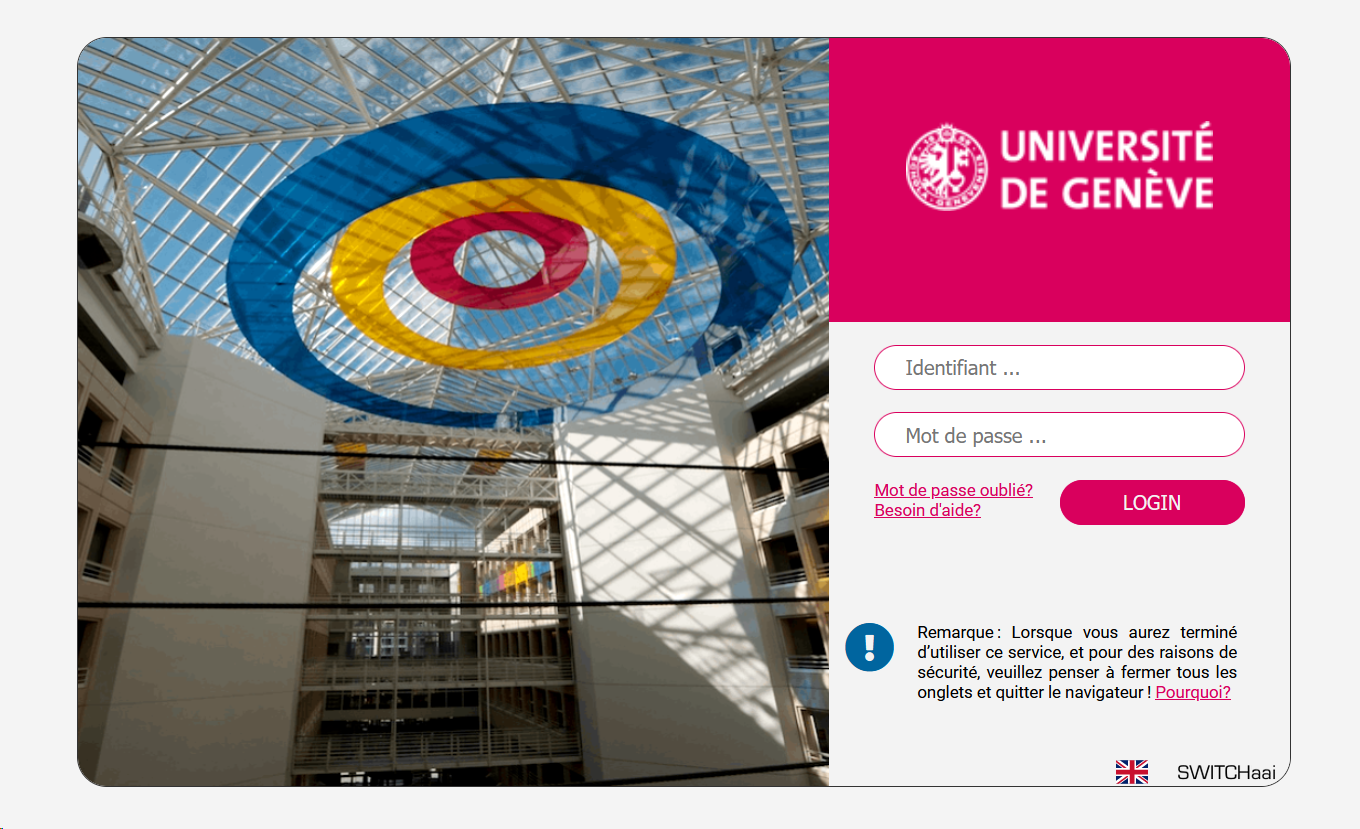 UNIVERSITÉ
DE GENÈVE
SCHOLA GENEVENSIS
Identifiant ...
Mot de passe ...
Mot de passe oublié?
Besoin d'aide?
LOGIN
Remarque : Lorsque vous aurez terminé
d’utiliser ce service, et pour des raisons de
sécurité, veuillez penser à fermer tous les
onglets et quitter le navigateur ! Pourquoi?
SWITCHaai